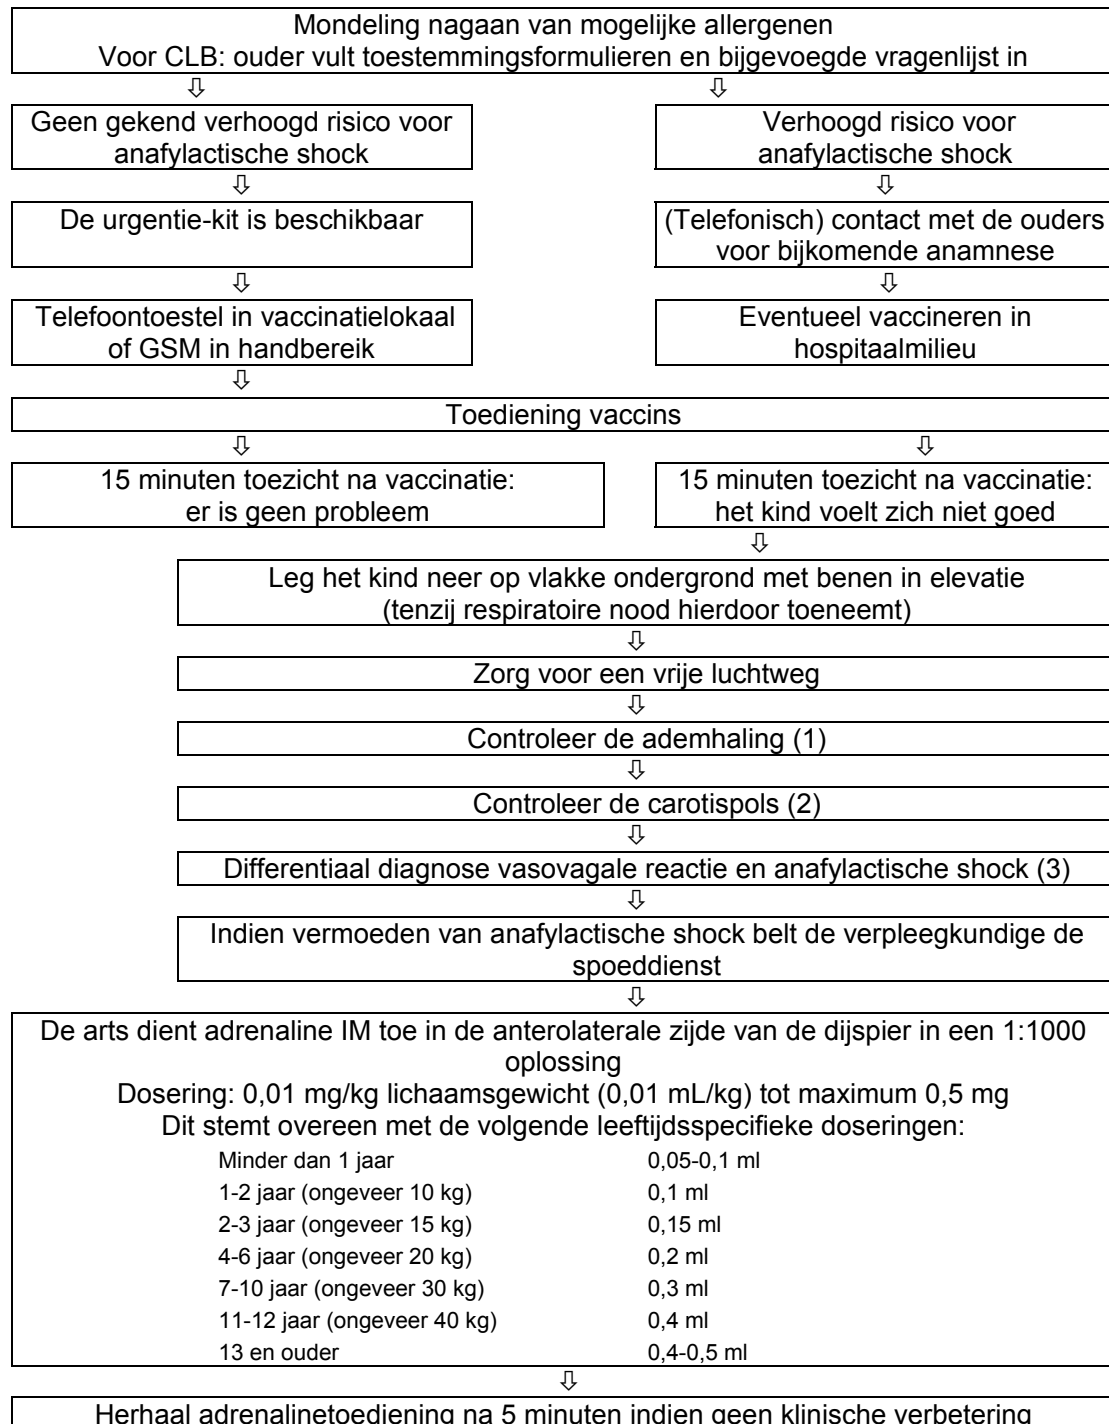 Mondeling nagaan van mogelijke allergenen
Voor CLB: ouder vult toestemmingsformulieren en bijgevoegde vragenlijst in
⇩ ⇩
Geen gekend verhoogd risico voor
anafylactische shock
Verhoogd risico voor
anafylactische shock
⇩ ⇩
De urgentie-kit is beschikbaar
(Telefonisch) contact met de ouders
voor bijkomende anamnese
⇩ ⇩
Telefoontoestel in vaccinatielokaal
of GSM in handbereik
Eventueel vaccineren in
hospitaalmilieu
⇩
Toediening vaccins
⇩ ⇩
15 minuten toezicht na vaccinatie:
er is geen probleem
15 minuten toezicht na vaccinatie:
het kind voelt zich niet goed
⇩
Leg het kind neer op vlakke ondergrond met benen in elevatie
(tenzij respiratoire nood hierdoor toeneemt)
⇩
Zorg voor een vrije luchtweg
⇩
Controleer de ademhaling (1)
⇩
Controleer de carotispols (2)
⇩
Differentiaal diagnose vasovagale reactie en anafylactische shock (3)
⇩
Indien vermoeden van anafylactische shock belt de verpleegkundige de
spoeddienst
⇩
De arts dient adrenaline IM toe in de anterolaterale zijde van de dijspier in een 1:1000
oplossing
Dosering: 0,01 mg/kg lichaamsgewicht (0,01 mL/kg) tot maximum 0,5 mg
Dit stemt overeen met de volgende leeftijdsspecifieke doseringen:
Minder dan 1 jaar 0,05-0,1 ml
1-2 jaar (ongeveer 10 kg) 0,1 ml
2-3 jaar (ongeveer 15 kg) 0,15 ml
4-6 jaar (ongeveer 20 kg) 0,2 ml
7-10 jaar (ongeveer 30 kg) 0,3 ml
11-12 jaar (ongeveer 40 kg) 0,4 ml
13 en ouder 0,4-0,5 ml
⇩
Herhaal adrenalinetoediening na 5 minuten indien geen klinische verbetering